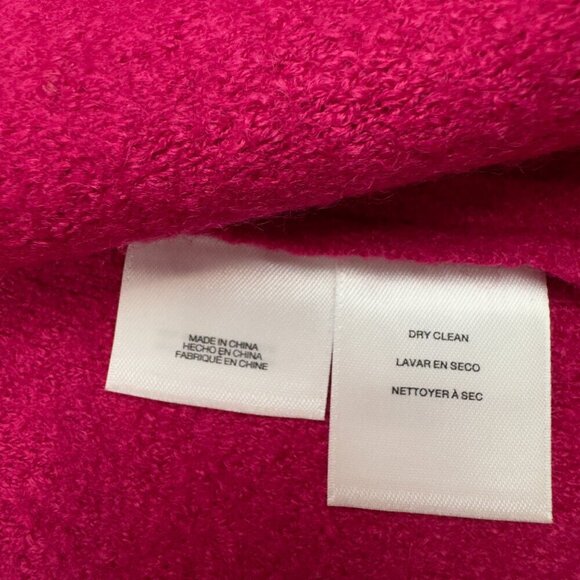 MADE IN CHINA
HECHO EN CHINA
FABRIQUÉ EN CHINE
DRY CLEAN
LAVAR EN SECO
NETTOYER À SEC